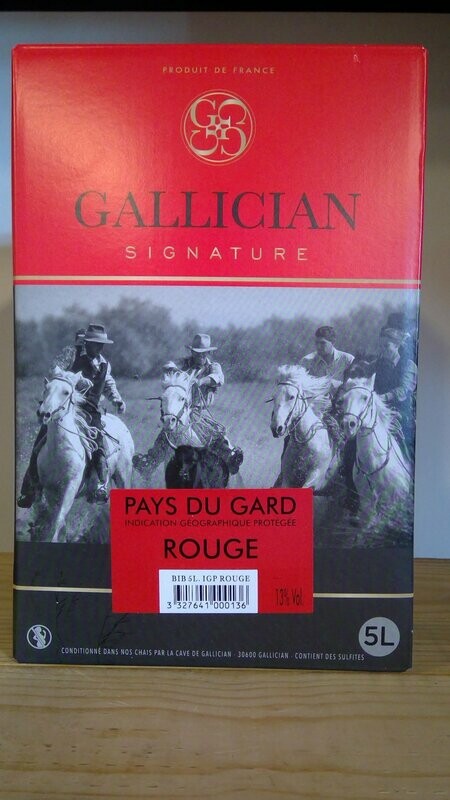 PRODUIT DE FRANCE
GALLICIAN
SIGNATURE
PAYS DU GARD
INDICATION GÉOGRAPHIQUE PROTÉGÉE
ROUGE
BIB 5L. IGP ROUGE
3 327641 000136
13% Vol.
5L
CONDITIONNÉ DANS NOS CHAIS PAR LA CAVE DE GALLICIAN - 30600 GALLICIAN - CONTIENT DES SULFITES